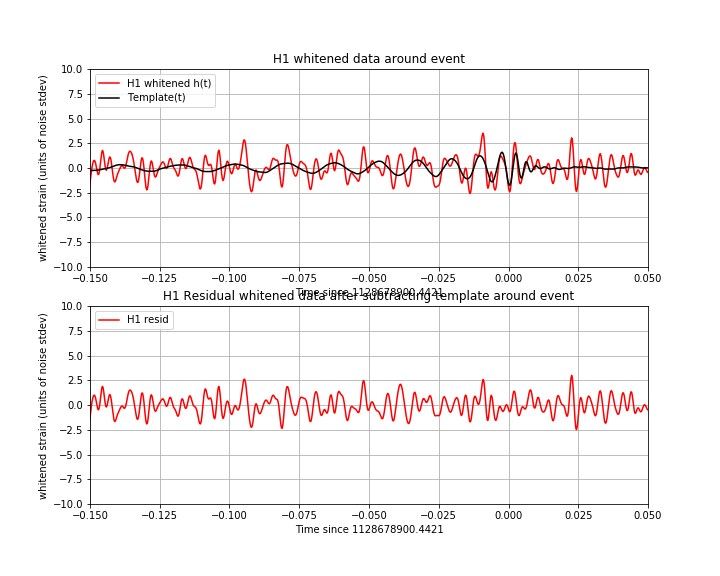 H1 whitened data around event
10.0
7.5
5.0
2.5
0.0
−2.5
−5.0
−7.5
−10.0
whitened strain (units of noise stdev)
H1 whitened h(t)
Template(t)
−0.150 −0.125 −0.100 −0.075 −0.050 −0.025 0.000 0.025 0.050
Time since 1128678900.4421
H1 Residual whitened data after subtracting template around event
10.0
7.5
5.0
2.5
0.0
−2.5
−5.0
−7.5
−10.0
whitened strain (units of noise stdev)
H1 resid
−0.150 −0.125 −0.100 −0.075 −0.050 −0.025 0.000 0.025 0.050
Time since 1128678900.4421